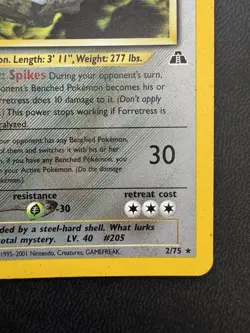 on. Length: 3' 11", Weight: 277 lbs.
: Spikes During your opponent's turn,
onent's Benched Pokémon becomes his or
orretress does 10 damage to it. (Don't apply
.) This power stops working if Forretress is
aralyzed.
opponent has any Benched Pokémon,
them and switches it with his or her
. if you have any Benched Pokémon, you
our Active Pokémon. (Do the damage
the Pokémon.)
30
resistance
-30
retreat cost
ded by a steel-hard shell. What lurks
otal mystery. LV. 40 #205
1995-2001 Nintendo, Creatures, GAMEFREAK.
2/75 ★